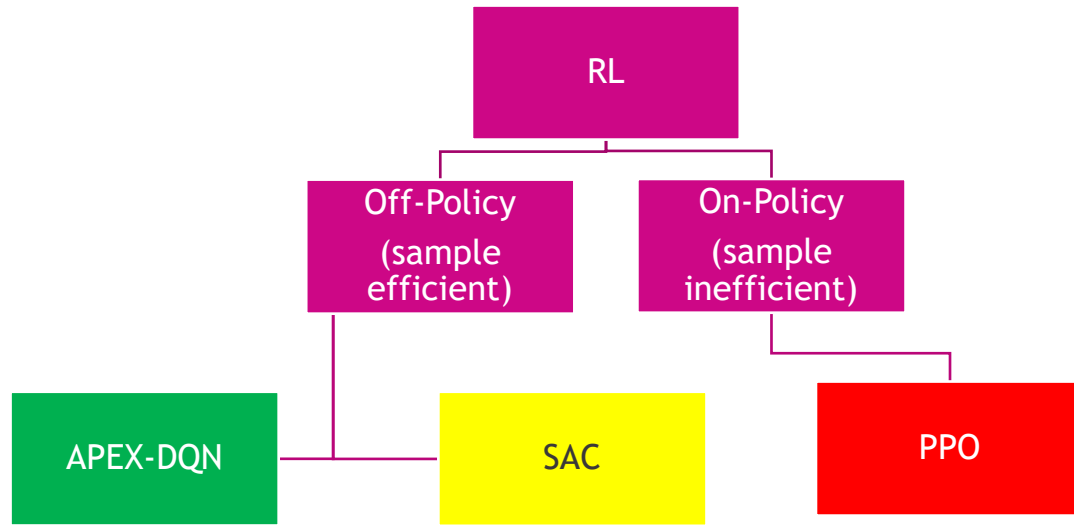 RL
Off-Policy
(sample
efficient)
On-Policy
(sample
inefficient)
APEX-DQN
SAC
PPO